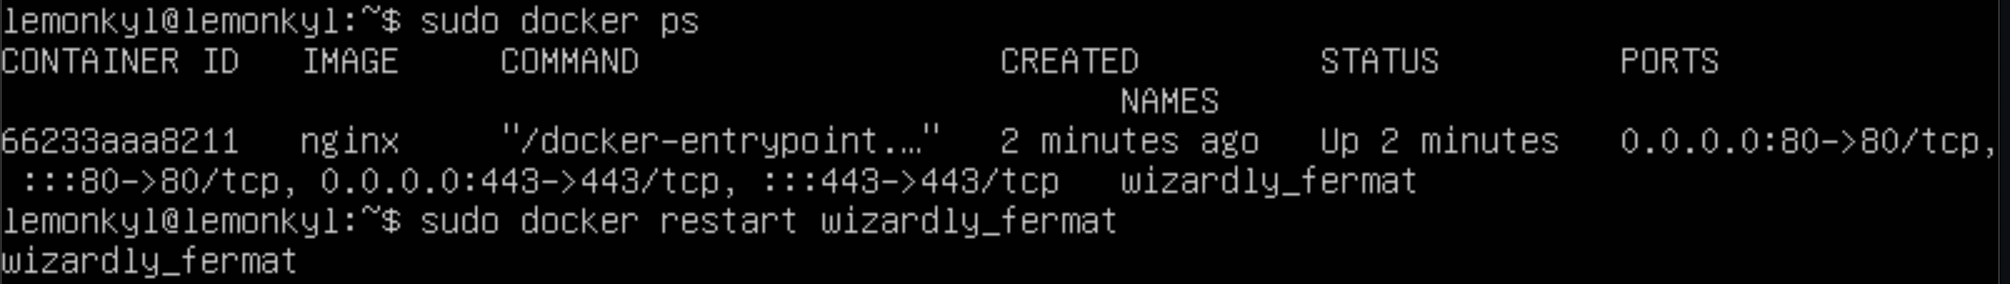 lemonkyl@lemonkyl:~$ sudo docker ps
CONTAINER ID   IMAGE     COMMAND                  CREATED         STATUS         PORTS
NAMES
66233aaa8211   nginx     "/docker-entrypoint.…"   2 minutes ago   Up 2 minutes   0.0.0.0:80->80/tcp,
:::80->80/tcp, 0.0.0.0:443->443/tcp, :::443->443/tcp   wizardly_fermat
lemonkyl@lemonkyl:~$ sudo docker restart wizardly_fermat
wizardly_fermat